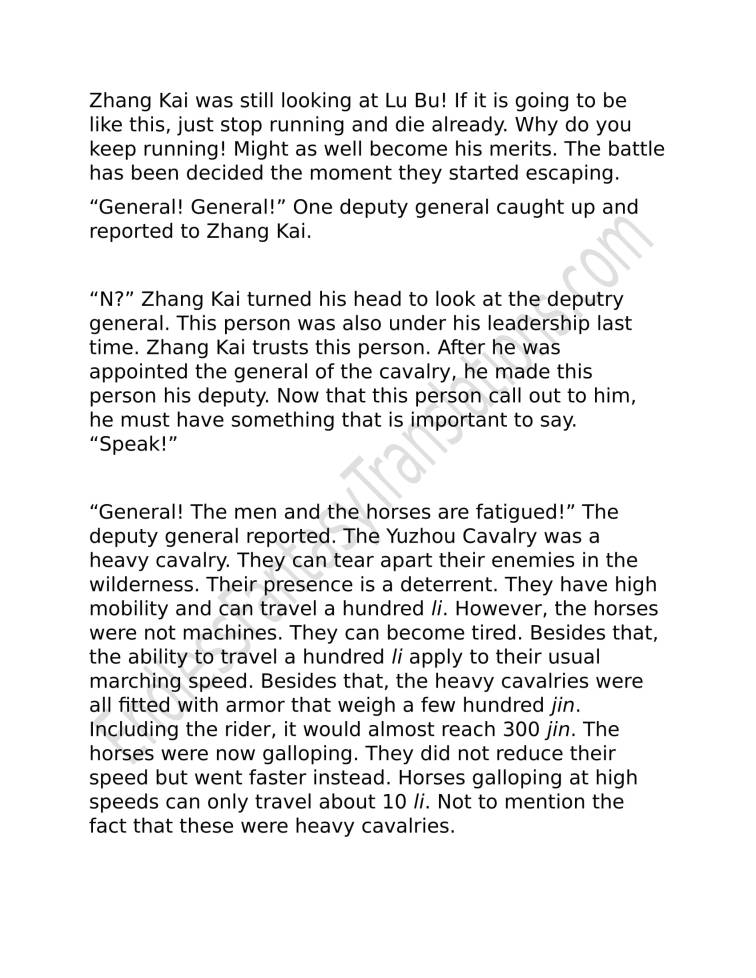 Zhang Kai was still looking at Lu Bu! If it is going to be
like this, just stop running and die already. Why do you
keep running! Might as well become his merits. The battle
has been decided the moment they started escaping.
“General! General!” One deputy general caught up and
reported to Zhang Kai.
“N?” Zhang Kai turned his head to look at the deputry
general. This person was also under his leadership last
time. Zhang Kai trusts this person. After he was
appointed the general of the cavalry, he made this
person his deputy. Now that this person call out to him,
he must have something that is important to say.
“Speak!”
“General! The men and the horses are fatigued!” The
deputy general reported. The Yuzhou Cavalry was a
heavy cavalry. They can tear apart their enemies in the
wilderness. Their presence is a deterrent. They have high
mobility and can travel a hundred li. However, the horses
were not machines. They can become tired. Besides that,
the ability to travel a hundred li apply to their usual
marching speed. Besides that, the heavy cavalries were
all fitted with armor that weigh a few hundred jin.
Including the rider, it would almost reach 300 jin. The
horses were now galloping. They did not reduce their
speed but went faster instead. Horses galloping at high
speeds can only travel about 10 li. Not to mention the
fact that these were heavy cavalries.
EndlessFantasyTranslations.com